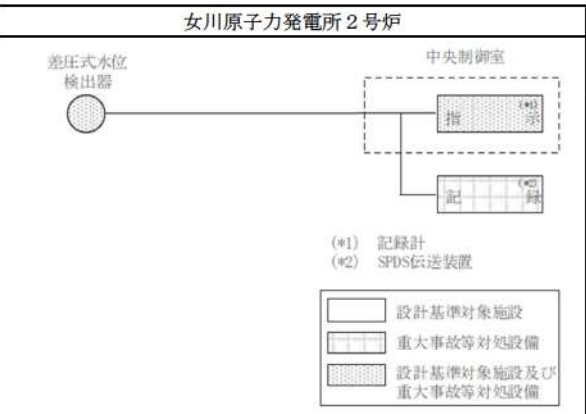 女川原子力発電所２号炉
差圧式水位
検出器
中央制御室
(*1)
指 示
(*2)
記 録
(*1) 記録計
(*2) SPDS伝送装置
設計基準対象施設
重大事故等対処設備
設計基準対象施設及び
重大事故等対処設備